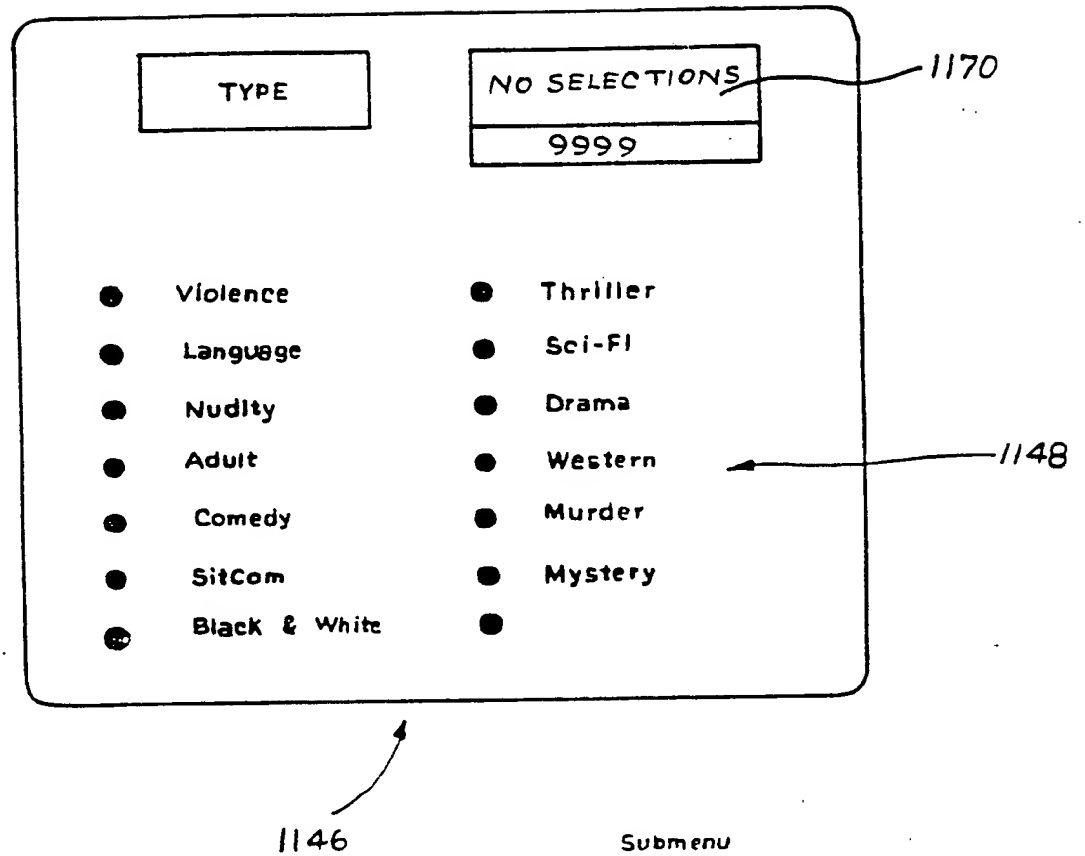 TYPE
NO SELECTIONS
1170
9999
Violence
Thriller
Language
Sci-FI
Nudity
Drama
Adult
Western
1148
Comedy
Murder
SitCom
Mystery
Black & White
1146
Submenu